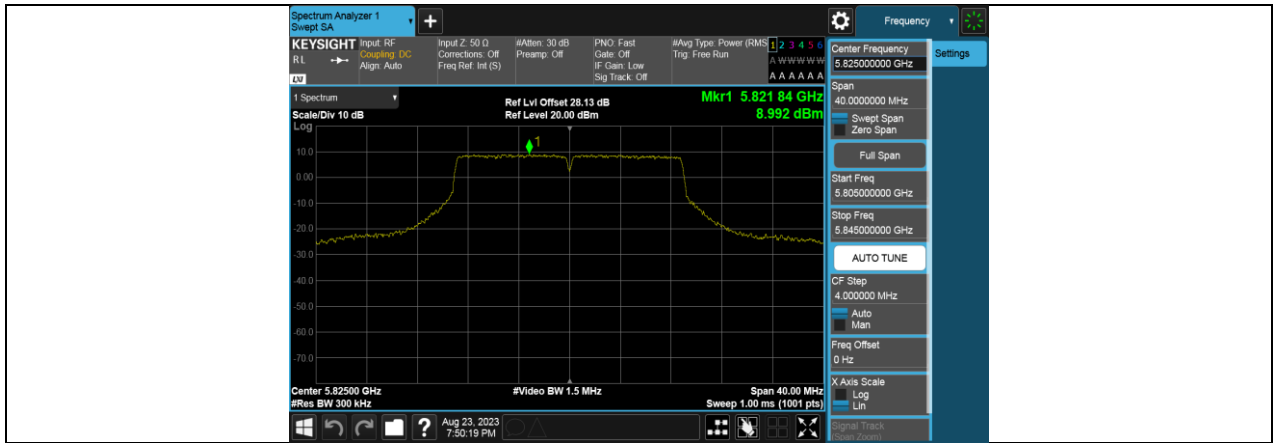 Spectrum Analyzer 1
Swept SA
+
Frequency
KEYSIGHT
RL
LXI
Input: RF
Coupling: DC
Align: Auto
Input Z: 50 Ω
Corrections: Off
Freq Ref: Int (S)
#Atten: 30 dB
Preamp: Off
PNO: Fast
Gate: Off
IF Gain: Low
Sig Track: Off
#Avg Type: Power (RMS
Trig: Free Run
1 2 3 4 5 6
A W W W W W
A A A A A A
1 Spectrum
Scale/Div 10 dB
Log
Ref Lvl Offset 28.13 dB
Ref Level 20.00 dBm
Mkr1 5.821 84 GHz
8.992 dBm
1
10.0
0.00
-10.0
-20.0
-30.0
-40.0
-50.0
-60.0
-70.0
Center 5.82500 GHz
#Res BW 300 kHz
#Video BW 1.5 MHz
Span 40.00 MHz
Sweep 1.00 ms (1001 pts)
?
Aug 23, 2023
7:50:19 PM
Center Frequency
5.825000000 GHz
Span
40.0000000 MHz
Swept Span
Zero Span
Full Span
Start Freq
5.805000000 GHz
Stop Freq
5.845000000 GHz
AUTO TUNE
CF Step
4.000000 MHz
Auto
Man
Freq Offset
0 Hz
X Axis Scale
Log
Lin
Signal Track
(Span Zoom)
Settings